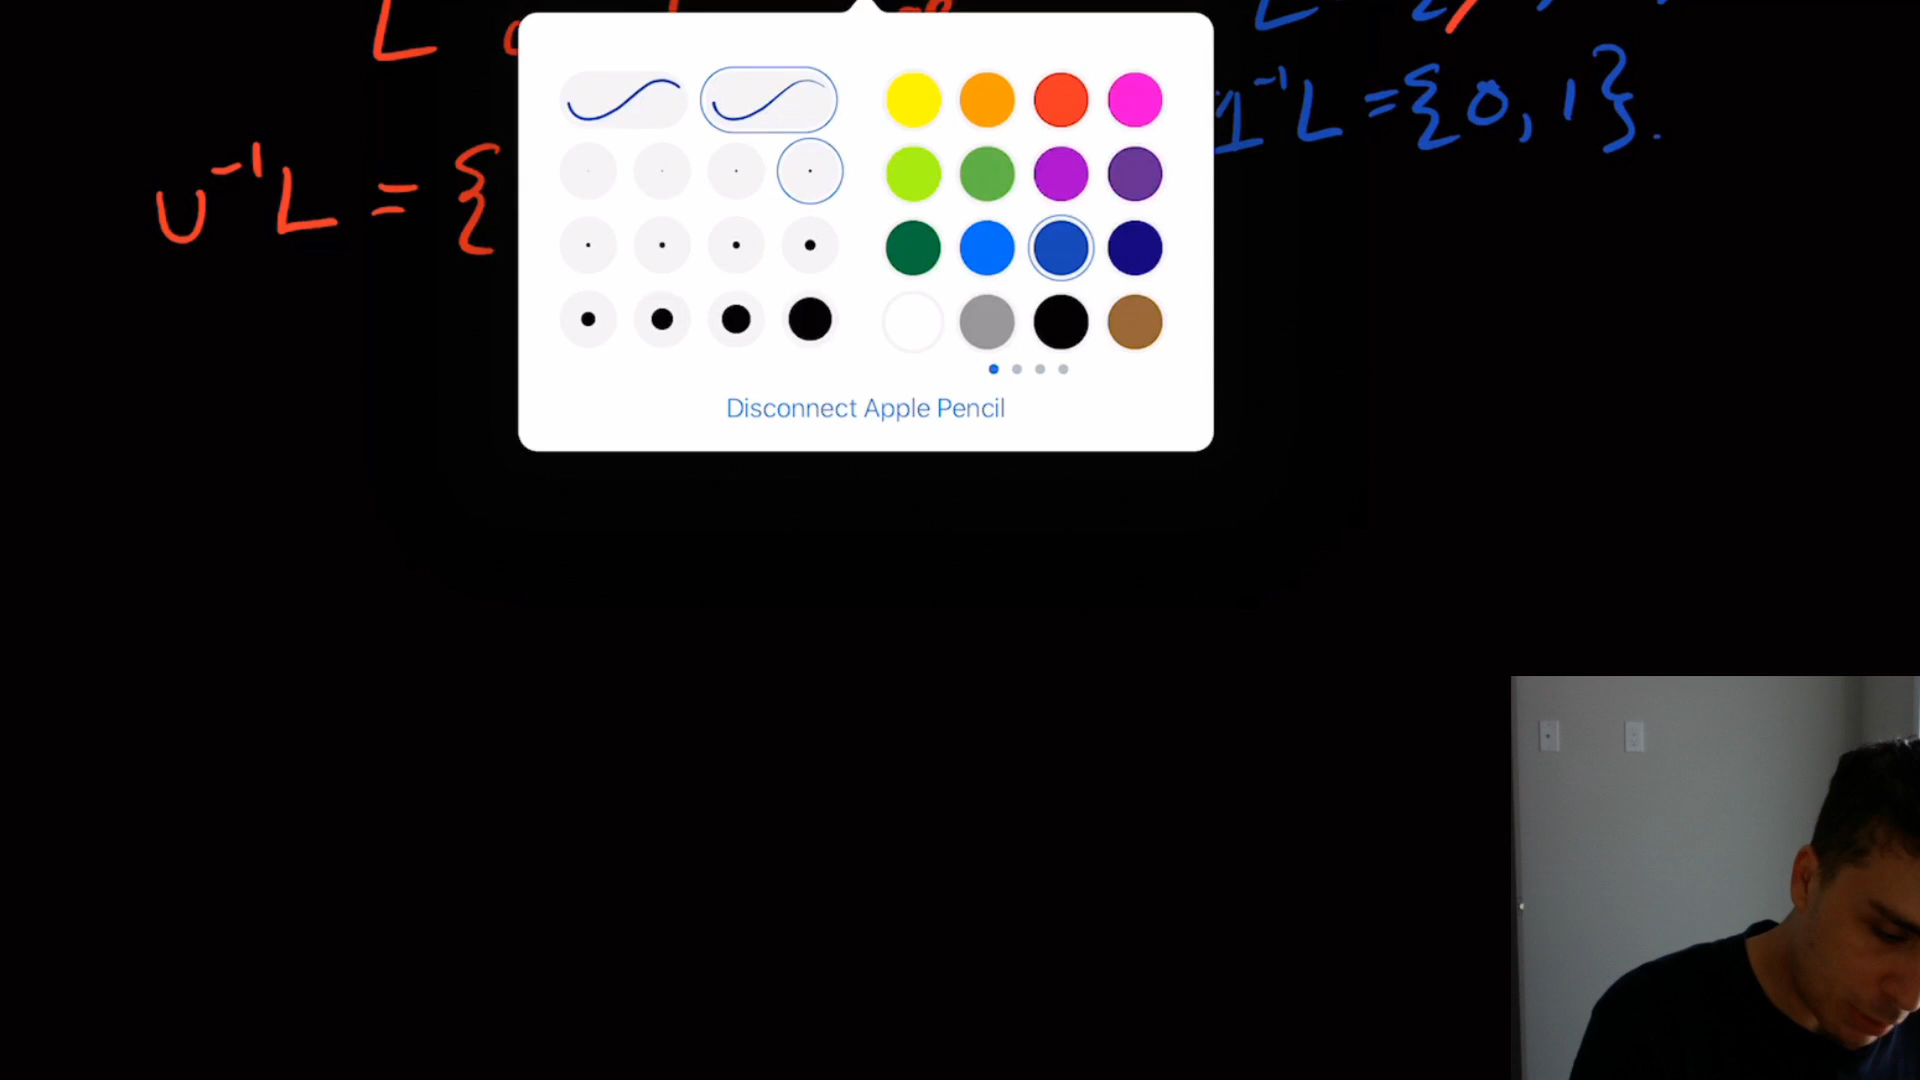 L
1⁻¹L = {0, 1}.
u⁻¹L = {
Disconnect Apple Pencil